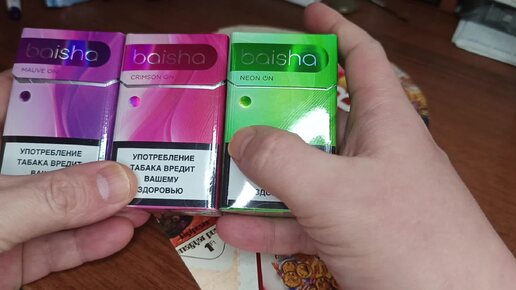 baisha
MAUVE ON
УПОТРЕБЛЕНИЕ
ТАБАКА ВРЕДИТ
baisha
CRIMSON ON
УПОТРЕБЛЕНИЕ
ТАБАКА ВРЕДИТ
ВАШЕМУ
ЗДОРОВЬЮ
baisha
NEON ON